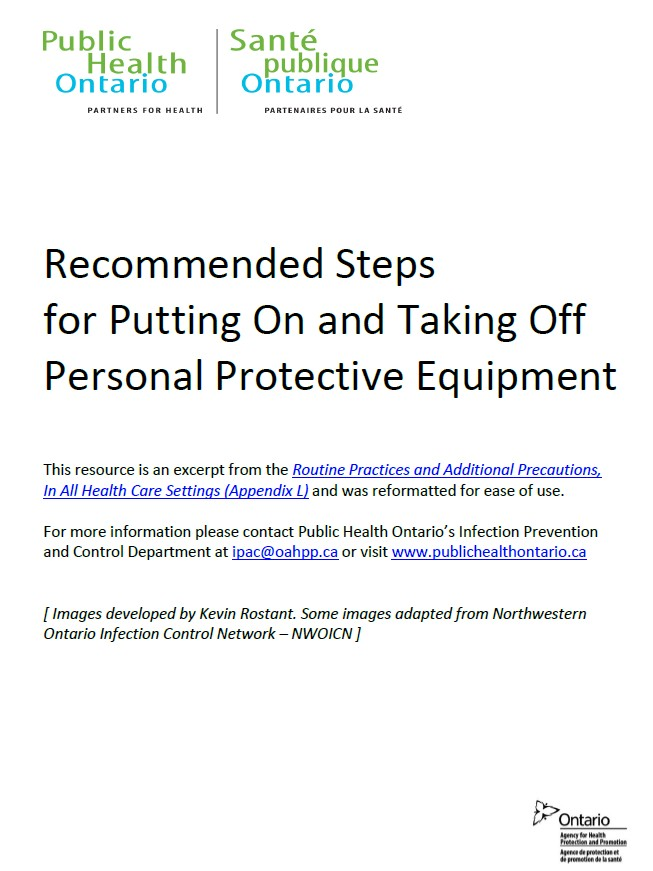 Public
Health
Ontario
PARTNERS FOR HEALTH
Santé
publique
Ontario
PARTENAIRES POUR LA SANTÉ
Recommended Steps
for Putting On and Taking Off
Personal Protective Equipment
This resource is an excerpt from the Routine Practices and Additional Precautions,
In All Health Care Settings (Appendix L) and was reformatted for ease of use.
For more information please contact Public Health Ontario's Infection Prevention
and Control Department at ipac@oahpp.ca or visit www.publichealthontario.ca
[ Images developed by Kevin Rostant. Some images adapted from Northwestern
Ontario Infection Control Network – NWOICN ]
Ontario
Agency for Health
Protection and Promotion
Agence de protection et
de promotion de la santé